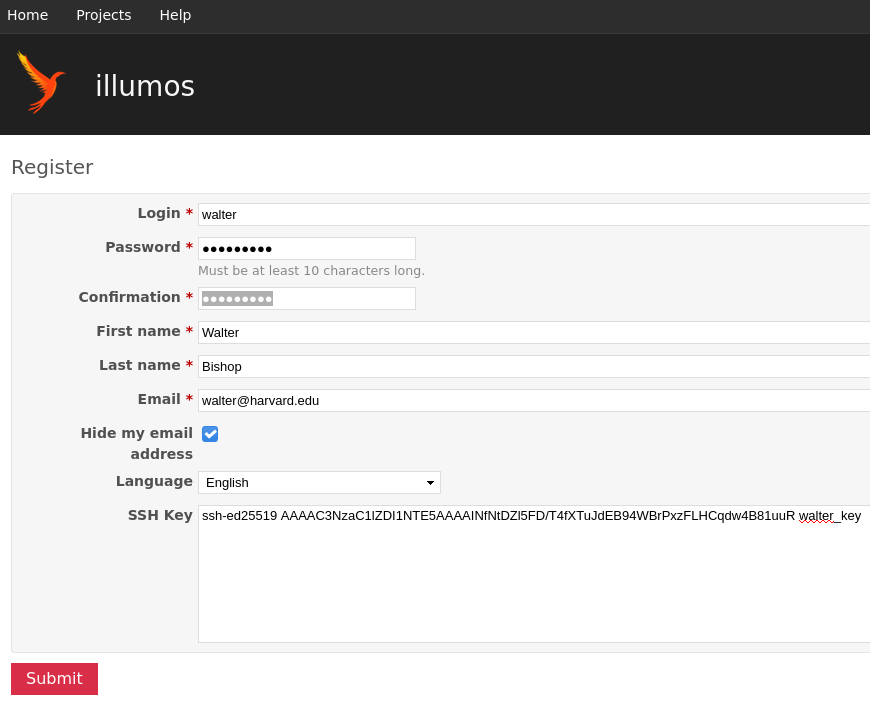 Home Projects Help
illumos
Register
Login * walter
Password * ●●●●●●●●●
Must be at least 10 characters long.
Confirmation * ●●●●●●●●●
First name * Walter
Last name * Bishop
Email * walter@harvard.edu
Hide my email
address
Language English
SSH Key ssh-ed25519 AAAAC3NzaC1lZDI1NTE5AAAAINfNtDZl5FD/T4fXTuJdEB94WBrPxzFLHCqdw4B81uuR walter_key
Submit